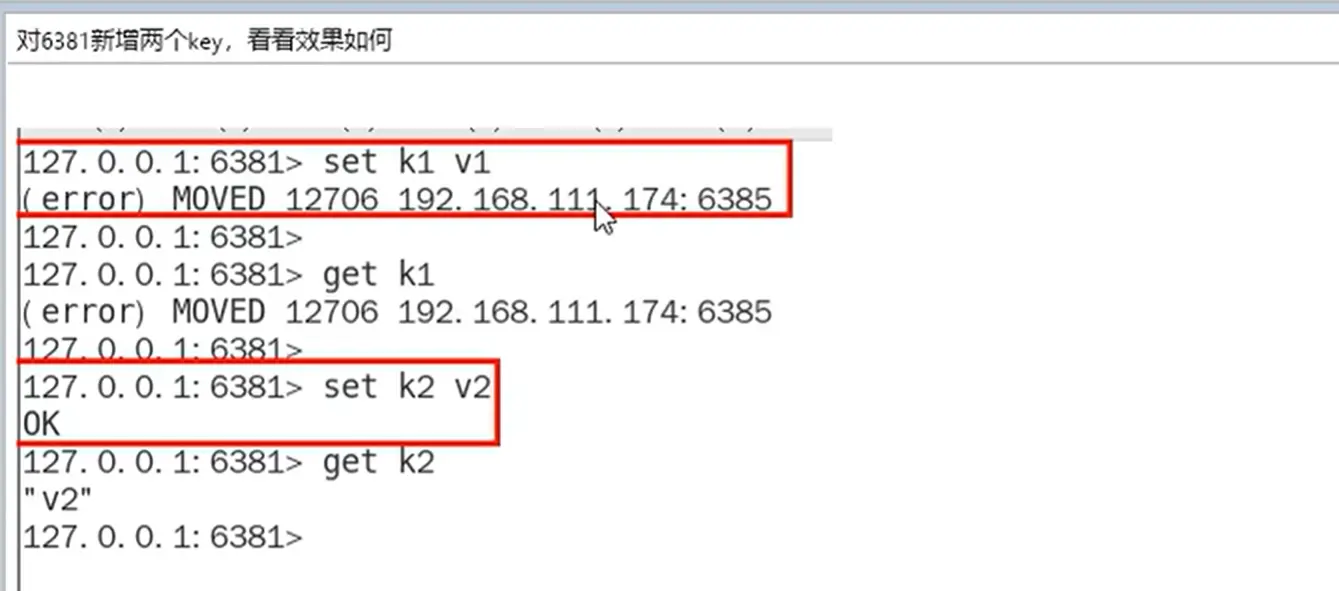 对6381新增两个key，看看效果如何
127.0.0.1:6381> set k1 v1
(error) MOVED 12706 192.168.111.174:6385
127.0.0.1:6381>
127.0.0.1:6381> get k1
(error) MOVED 12706 192.168.111.174:6385
127.0.0.1:6381>
127.0.0.1:6381> set k2 v2
OK
127.0.0.1:6381> get k2
"v2"
127.0.0.1:6381>